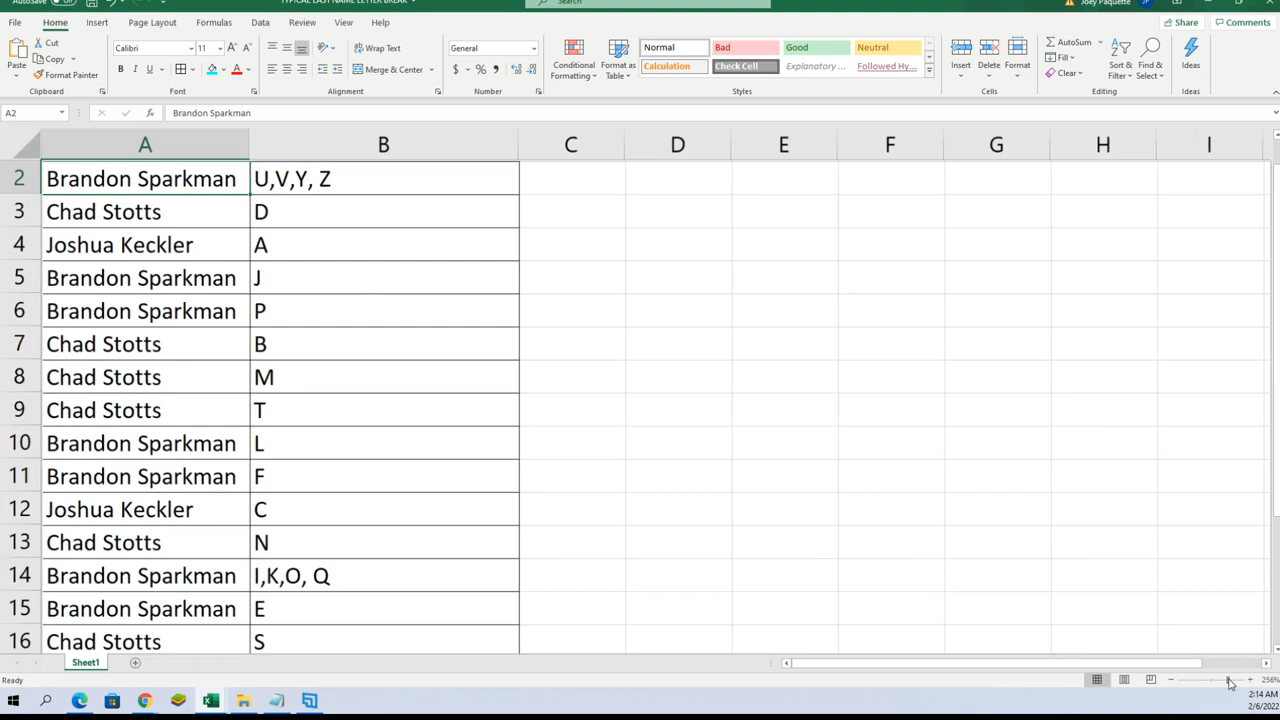 AutoSave Off TYPICAL LAST NAME LETTER BREAK Search Joey Paquette JP
File Home Insert Page Layout Formulas Data Review View Help Share Comments
Paste Cut Copy Format Painter Clipboard
Calibri 11 Font
Wrap Text Merge & Center Alignment
General Number
Conditional Formatting Format as Table Normal Bad Good Neutral
Calculation Check Cell Explanatory ... Followed Hy... Styles
Insert Delete Format Cells
AutoSum Fill Clear Sort & Filter Find & Select Editing
Ideas Ideas
A2 fx Brandon Sparkman
A B C D E F G H I
2 Brandon Sparkman U,V,Y, Z
3 Chad Stotts D
4 Joshua Keckler A
5 Brandon Sparkman J
6 Brandon Sparkman P
7 Chad Stotts B
8 Chad Stotts M
9 Chad Stotts T
10 Brandon Sparkman L
11 Brandon Sparkman F
12 Joshua Keckler C
13 Chad Stotts N
14 Brandon Sparkman I,K,O, Q
15 Brandon Sparkman E
16 Chad Stotts S
Sheet1
Ready 256%
2:14 AM
2/6/2022